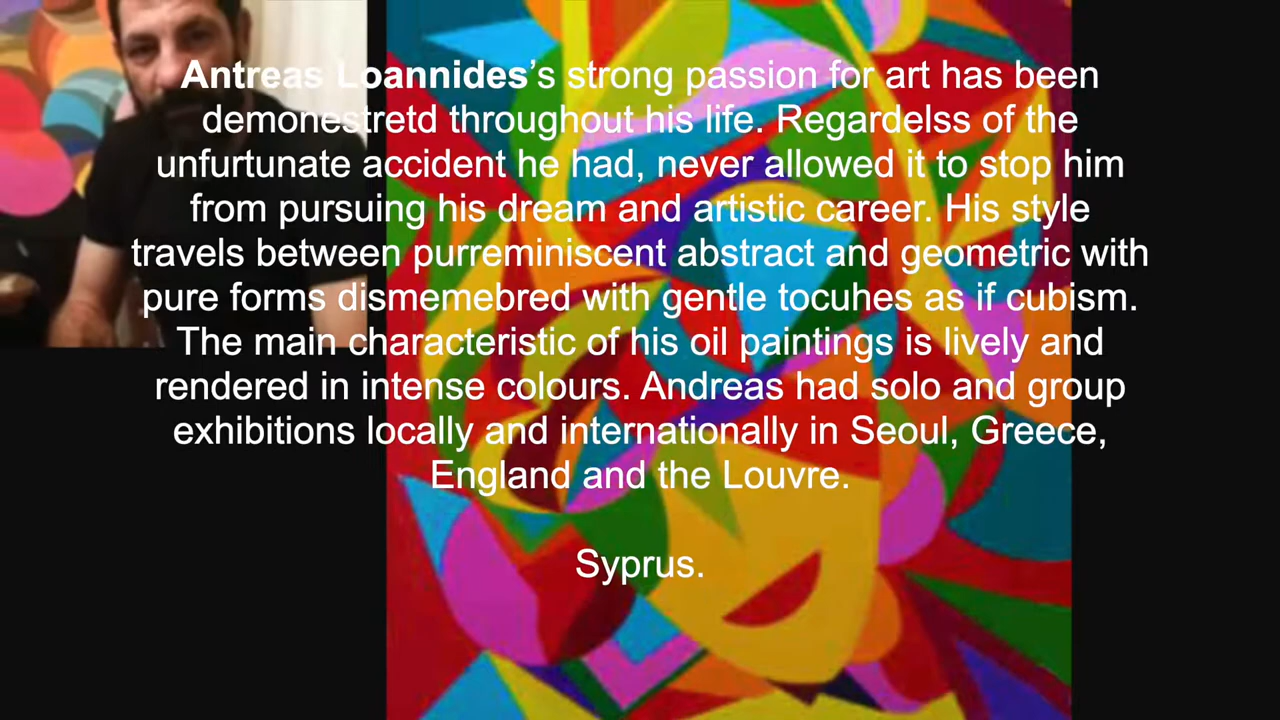 Antreas Loannides’s strong passion for art has been
demonestretd throughout his life. Regardelss of the
unfurtunate accident he had, never allowed it to stop him
from pursuing his dream and artistic career. His style
travels between purreminiscent abstract and geometric with
pure forms dismemebred with gentle tocuhes as if cubism.
The main characteristic of his oil paintings is lively and
rendered in intense colours. Andreas had solo and group
exhibitions locally and internationally in Seoul, Greece,
England and the Louvre.
Syprus.